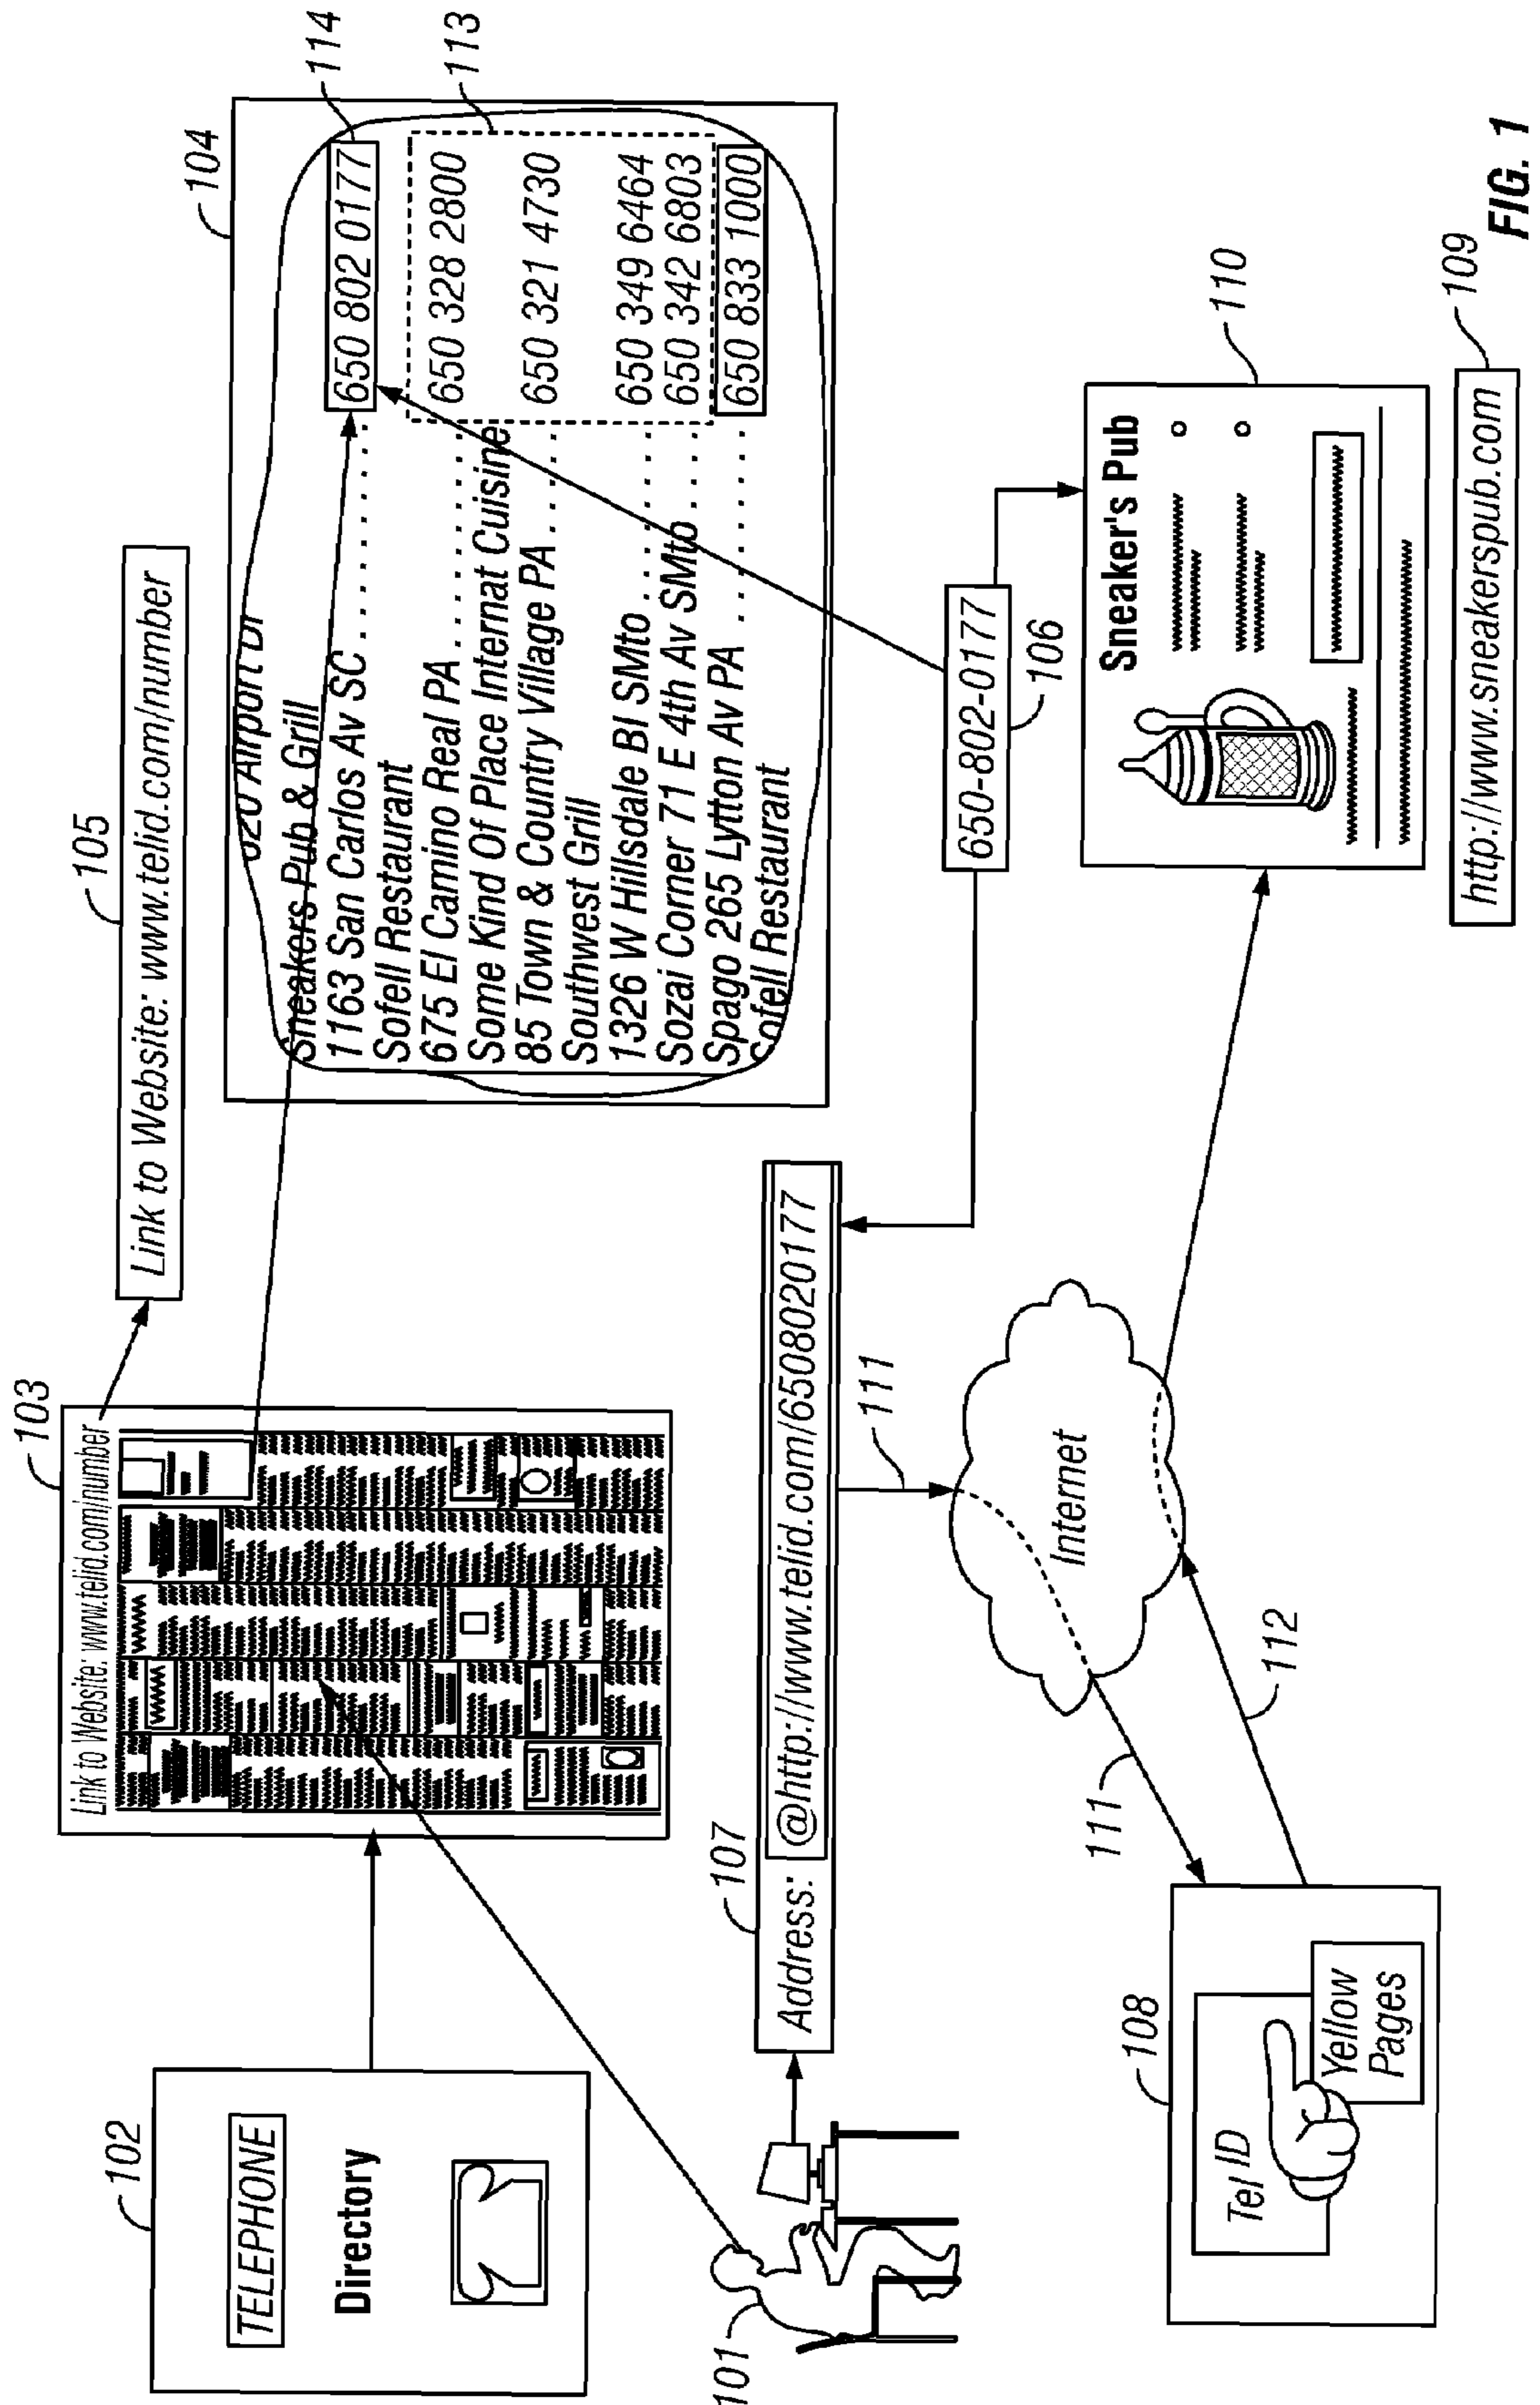 102
TELEPHONE
Directory
103
Link to Website: www.telid.com/number
105
Link to Website: www.telid.com/number
104
Airport Dr
Sneakers Pub & Grill
1163 San Carlos Av SC . . . . . . . . . . . 650 802 0177
Sofell Restaurant
675 El Camino Real PA . . . . . . . . . . . 650 328 2800
Some Kind Of Place Internat Cuisine
85 Town & Country Village PA . . . . . 650 321 4730
Southwest Grill
1326 W Hillsdale Bl SMto . . . . . . . . . 650 349 6464
Sozai Corner 71 E 4th Av SMto . . . . 650 342 6803
Spago 265 Lytton Av PA . . . . . . . . . . 650 833 1000
Sofell Restaurant
114
113
101
107
Address: @http://www.telid.com/6508020177
650-802-0177
106
111
Internet
111
112
108
Tel ID
Yellow
Pages
Sneaker's Pub
110
http://www.sneakerspub.com
109
FIG. 1